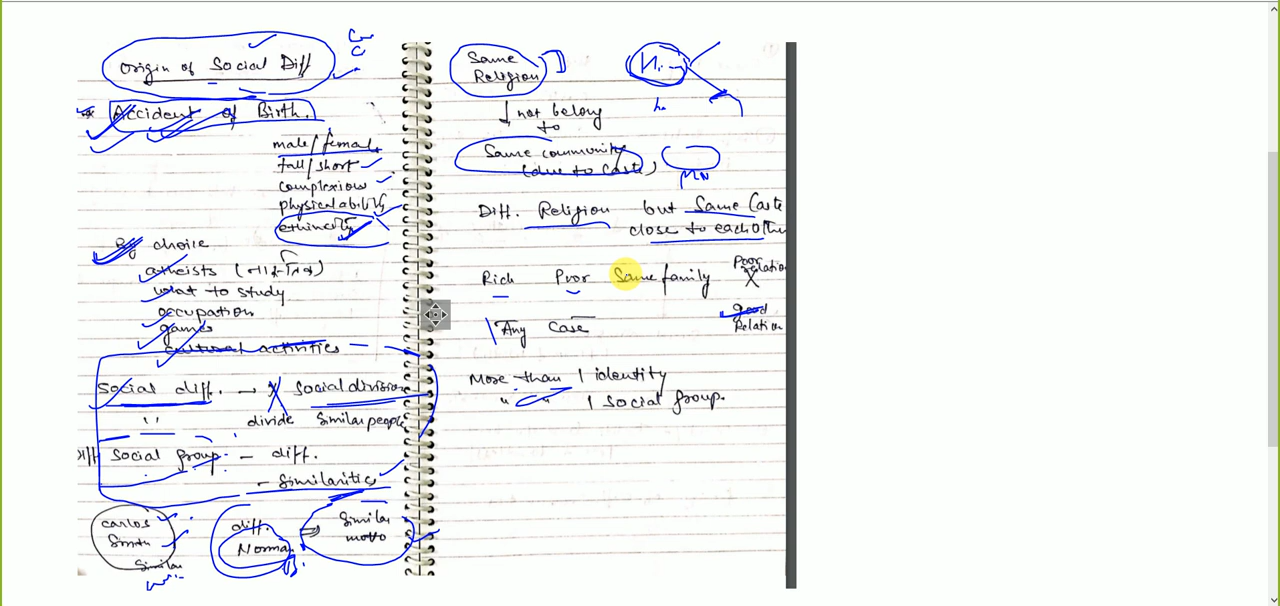 Origin of Social Diff
* Accident of Birth.
male/female
tall/short
complexion
physical ability
ethincity
By choice
atheists (नास्तिक)
what to study
occupation
games
cultural activities
Social diff. → X Social division
" divide Similar people
Diff Social group - diff.
- Similarities
Carlos
Smith
Similar
diff. ⇒ Similar
Norman motto
Same
Religion
↓ not belong
to
Same community
(due to caste)
Diff. Religion but Same Caste
close to each other
Rich Poor Same family Poor relation X
Any Case good Relation
More than 1 identity
" " 1 Social group.